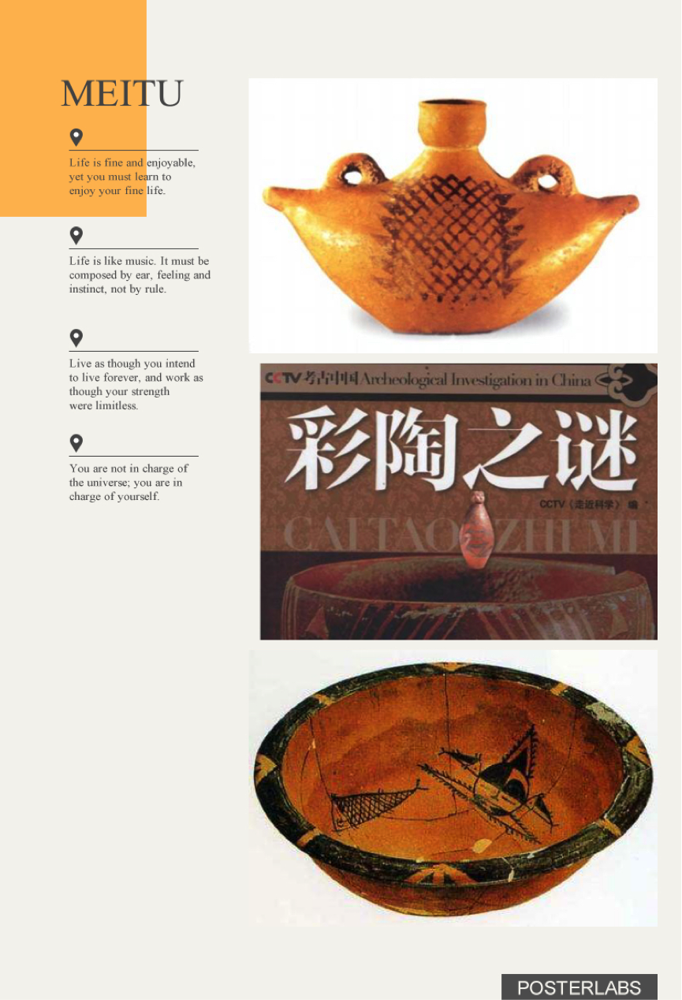 MEITU
Life is fine and enjoyable,
yet you must learn to
enjoy your fine life.
Life is like music. It must be
composed by ear, feeling and
instinct, not by rule.
Live as though you intend
to live forever, and work as
though your strength
were limitless.
You are not in charge of
the universe; you are in
charge of yourself.
CCTV 考古中国 Archeological Investigation in China
彩陶之谜
CCTV《走近科学》 编
CAI TAO ZHI MI
POSTERLABS